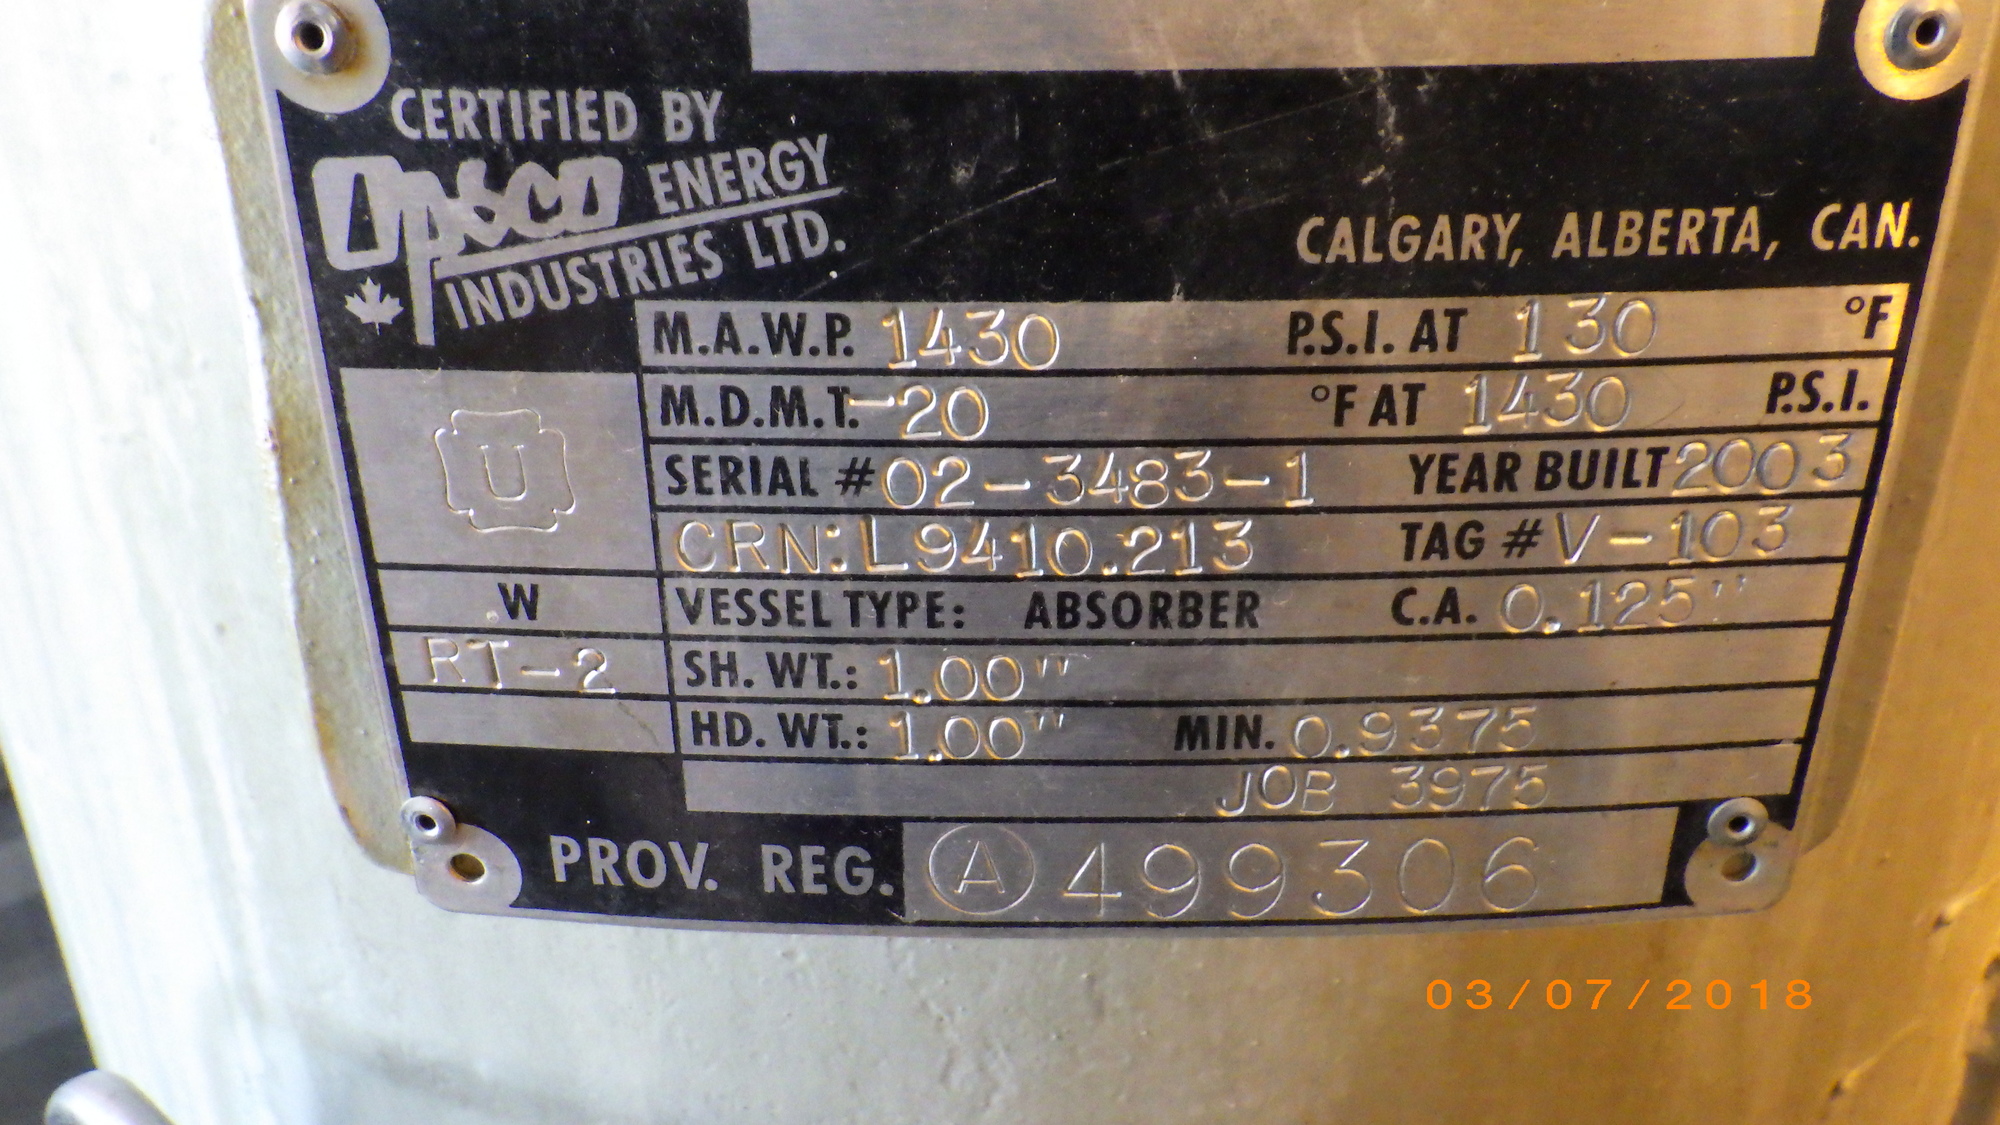 CERTIFIED BY
Opsco ENERGY
INDUSTRIES LTD.
CALGARY, ALBERTA, CAN.
M.A.W.P. 1430 P.S.I. AT 130 °F
M.D.M.T. -20 °F AT 1430 P.S.I.
U
SERIAL # 02-3483-1 YEAR BUILT 2003
CRN: L9410.213 TAG # V-103
W VESSEL TYPE: ABSORBER C.A. 0.125"
RT-2 SH. WT.: 1.00"
HD. WT.: 1.00" MIN. 0.9375
JOB 3975
PROV. REG. A 499306
03/07/2018